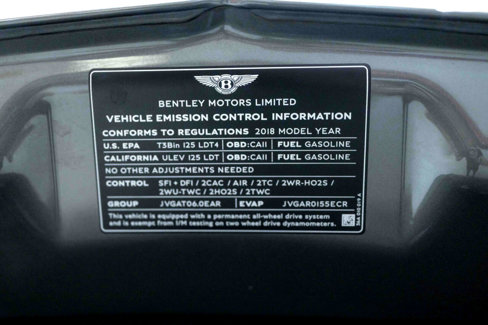 B
BENTLEY MOTORS LIMITED
VEHICLE EMISSION CONTROL INFORMATION
CONFORMS TO REGULATIONS 2018 MODEL YEAR
U.S. EPA T3Bin 125 LDT4 OBD:CAII FUEL GASOLINE
CALIFORNIA ULEV 125 LDT OBD:CAII FUEL GASOLINE
NO OTHER ADJUSTMENTS NEEDED
CONTROL SFI + DFI / 2CAC / AIR / 2TC / 2WR-HO2S /
2WU-TWC / 2HO2S / 2TWC
GROUP JVGAT06.0EAR EVAP JVGAR0155ECR
This vehicle is equipped with a permanent all-wheel drive system
and is exempt from I/M testing on two wheel drive dynamometers.
36A 010 019 A